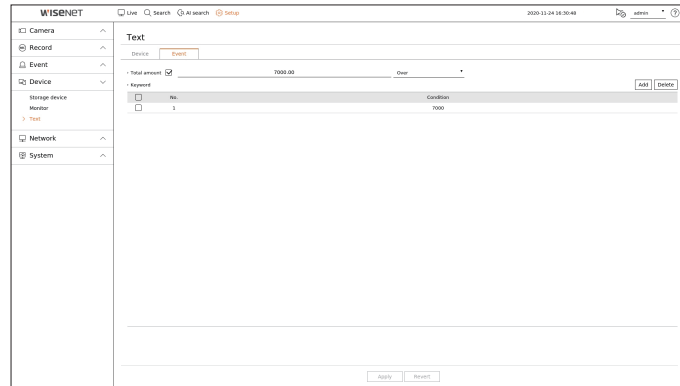 WISENET
Live Search AI search Setup 2020-11-24 16:30:48 admin
Camera
Record
Event
Device
Storage device
Monitor
Text
Network
System
Text
Device Event
Total amount 7000.00 Over
Keyword Add Delete
No. Condition
1 7000
Apply Revert